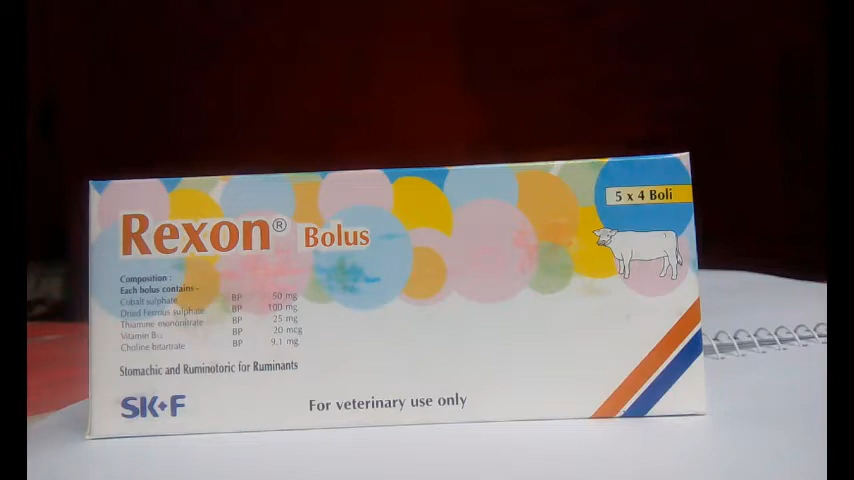 5 x 4 Boli
Rexon® Bolus
Composition :
Each bolus contains -
Cobalt sulphate BP 50 mg
Dried Ferrous sulphate BP 100 mg
Thiamine mononitrate BP 25 mg
Vitamin B12 BP 20 mcg
Choline bitartrate BP 9.1 mg
Stomachic and Ruminotoric for Ruminants
SK+F
For veterinary use only